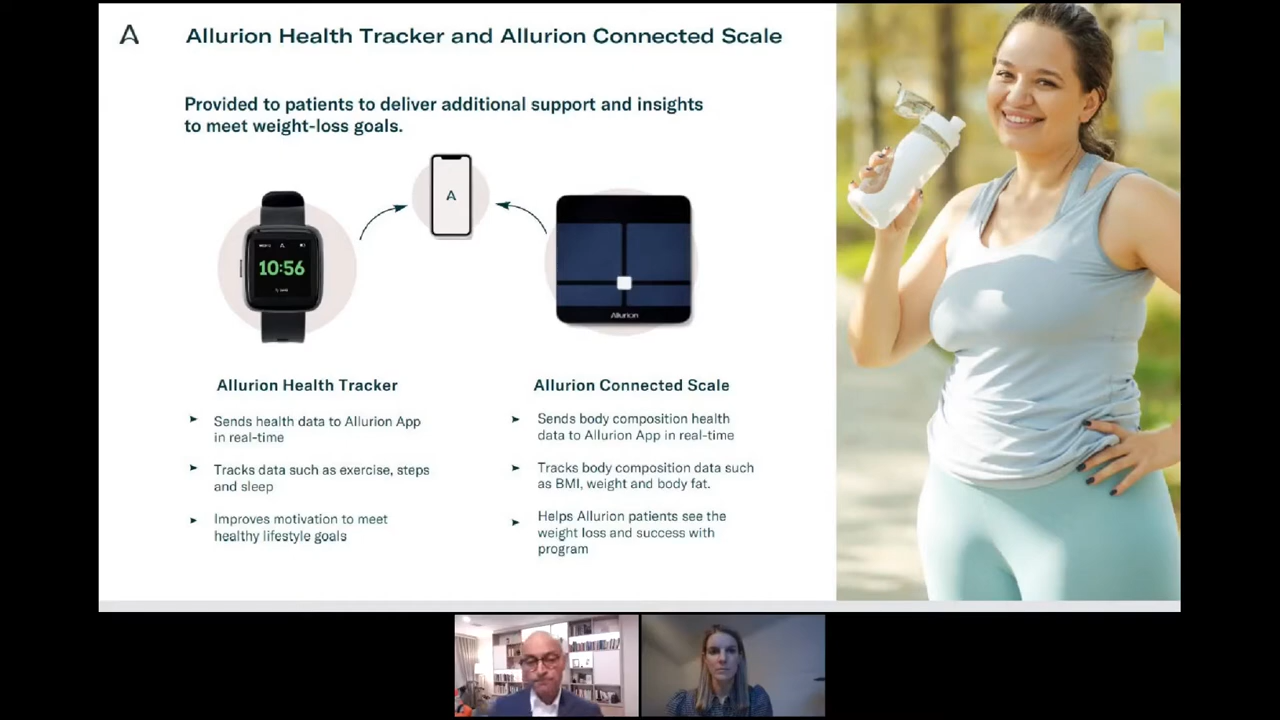 Allurion Health Tracker and Allurion Connected Scale
Provided to patients to deliver additional support and insights
to meet weight-loss goals.
A
10:56
Allurion
Allurion Health Tracker
Sends health data to Allurion App
in real-time
Tracks data such as exercise, steps
and sleep
Improves motivation to meet
healthy lifestyle goals
Allurion Connected Scale
Sends body composition health
data to Allurion App in real-time
Tracks body composition data such
as BMI, weight and body fat.
Helps Allurion patients see the
weight loss and success with
program